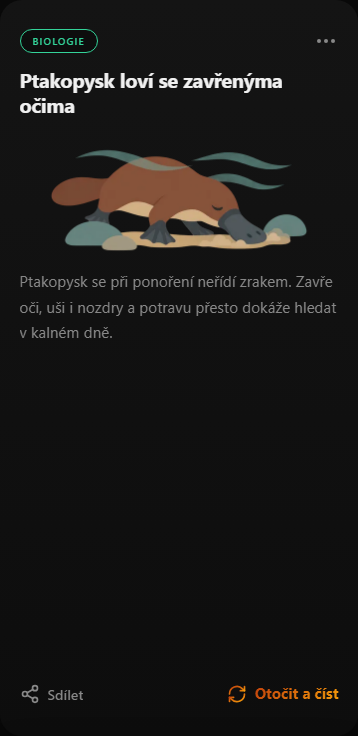 BIOLOGIE
Ptakopysk loví se zavřenýma
očima
Ptakopysk se při ponoření neřídí zrakem. Zavře
oči, uši i nozdry a potravu přesto dokáže hledat
v kalném dně.
Sdílet
Otočit a číst